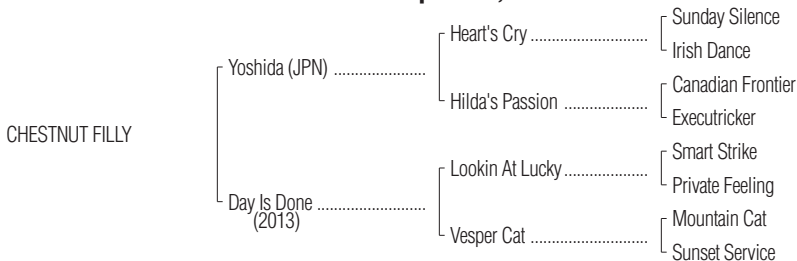 Sunday Silence
Heart's Cry ..............................
Irish Dance
Yoshida (JPN) ......................
Canadian Frontier
Hilda's Passion .....................
Executricker
CHESTNUT FILLY
Smart Strike
Lookin At Lucky .....................
Private Feeling
Day Is Done ..........................
(2013)
Mountain Cat
Vesper Cat ............................
Sunset Service